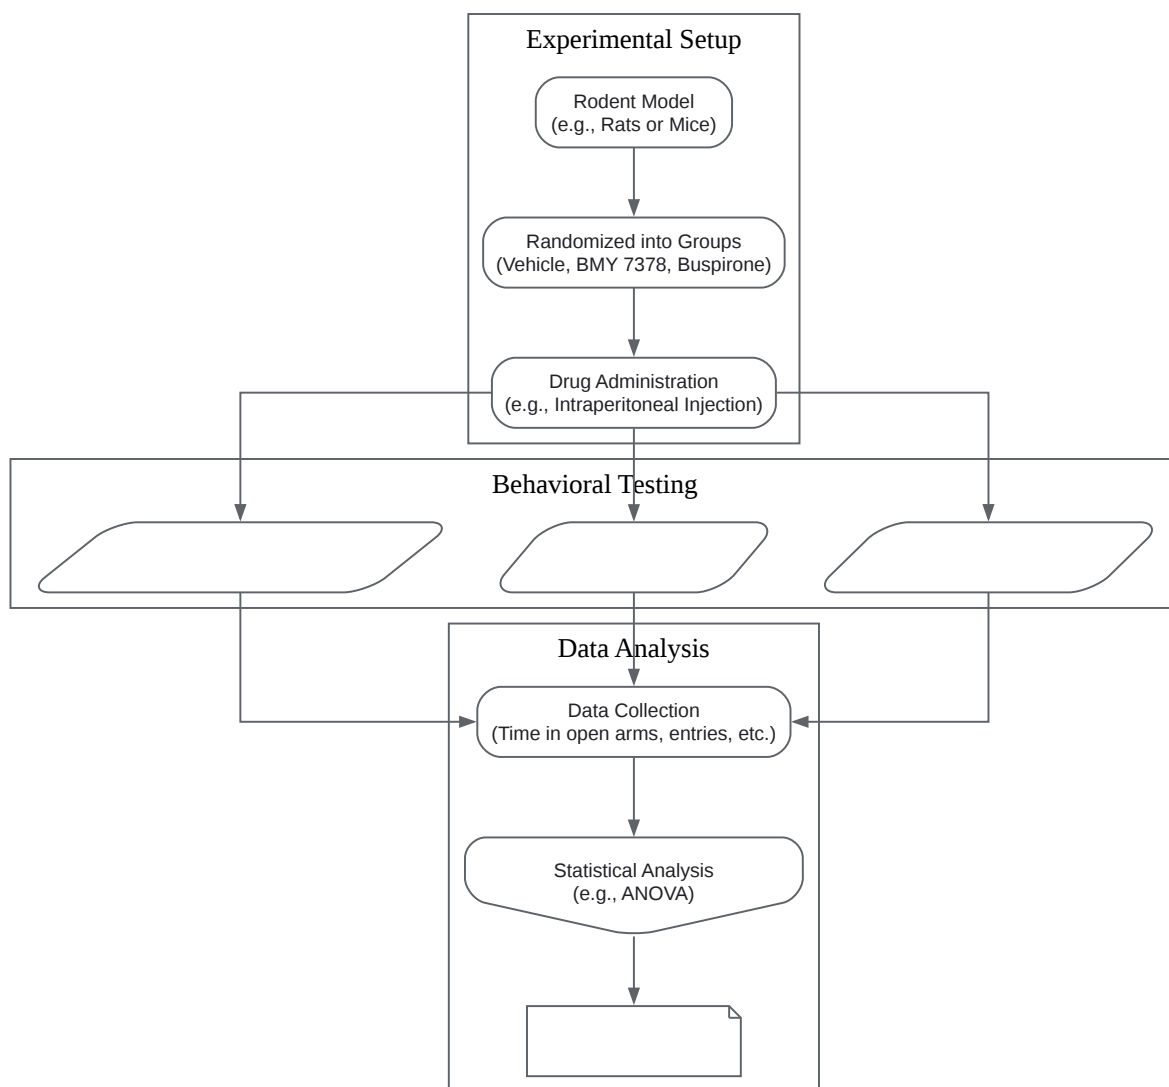 Experimental Setup
Rodent Model
(e.g., Rats or Mice)
Randomized into Groups
(Vehicle, BMY 7378, Buspirone)
Drug Administration
(e.g., Intraperitoneal Injection)
Behavioral Testing
Data Analysis
Data Collection
(Time in open arms, entries, etc.)
Statistical Analysis
(e.g., ANOVA)